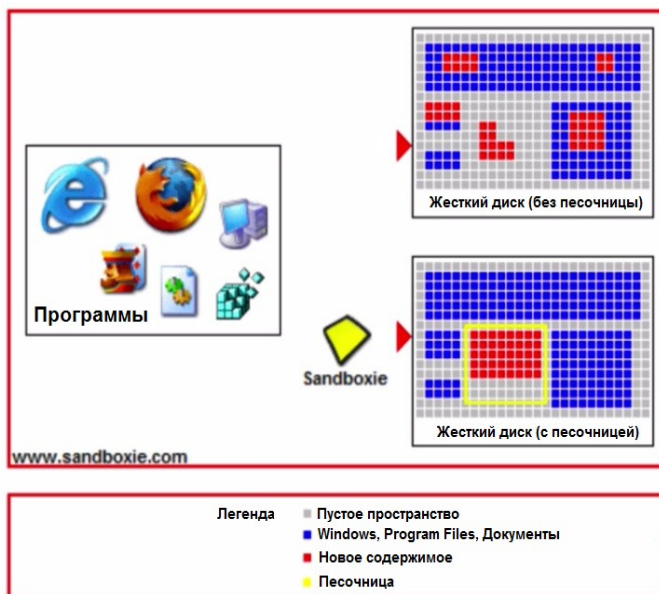 Жесткий диск (без песочницы)
Программы
Sandboxie
Жесткий диск (с песочницей)
www.sandboxie.com
Легенда
Пустое пространство
Windows, Program Files, Документы
Новое содержимое
Песочница